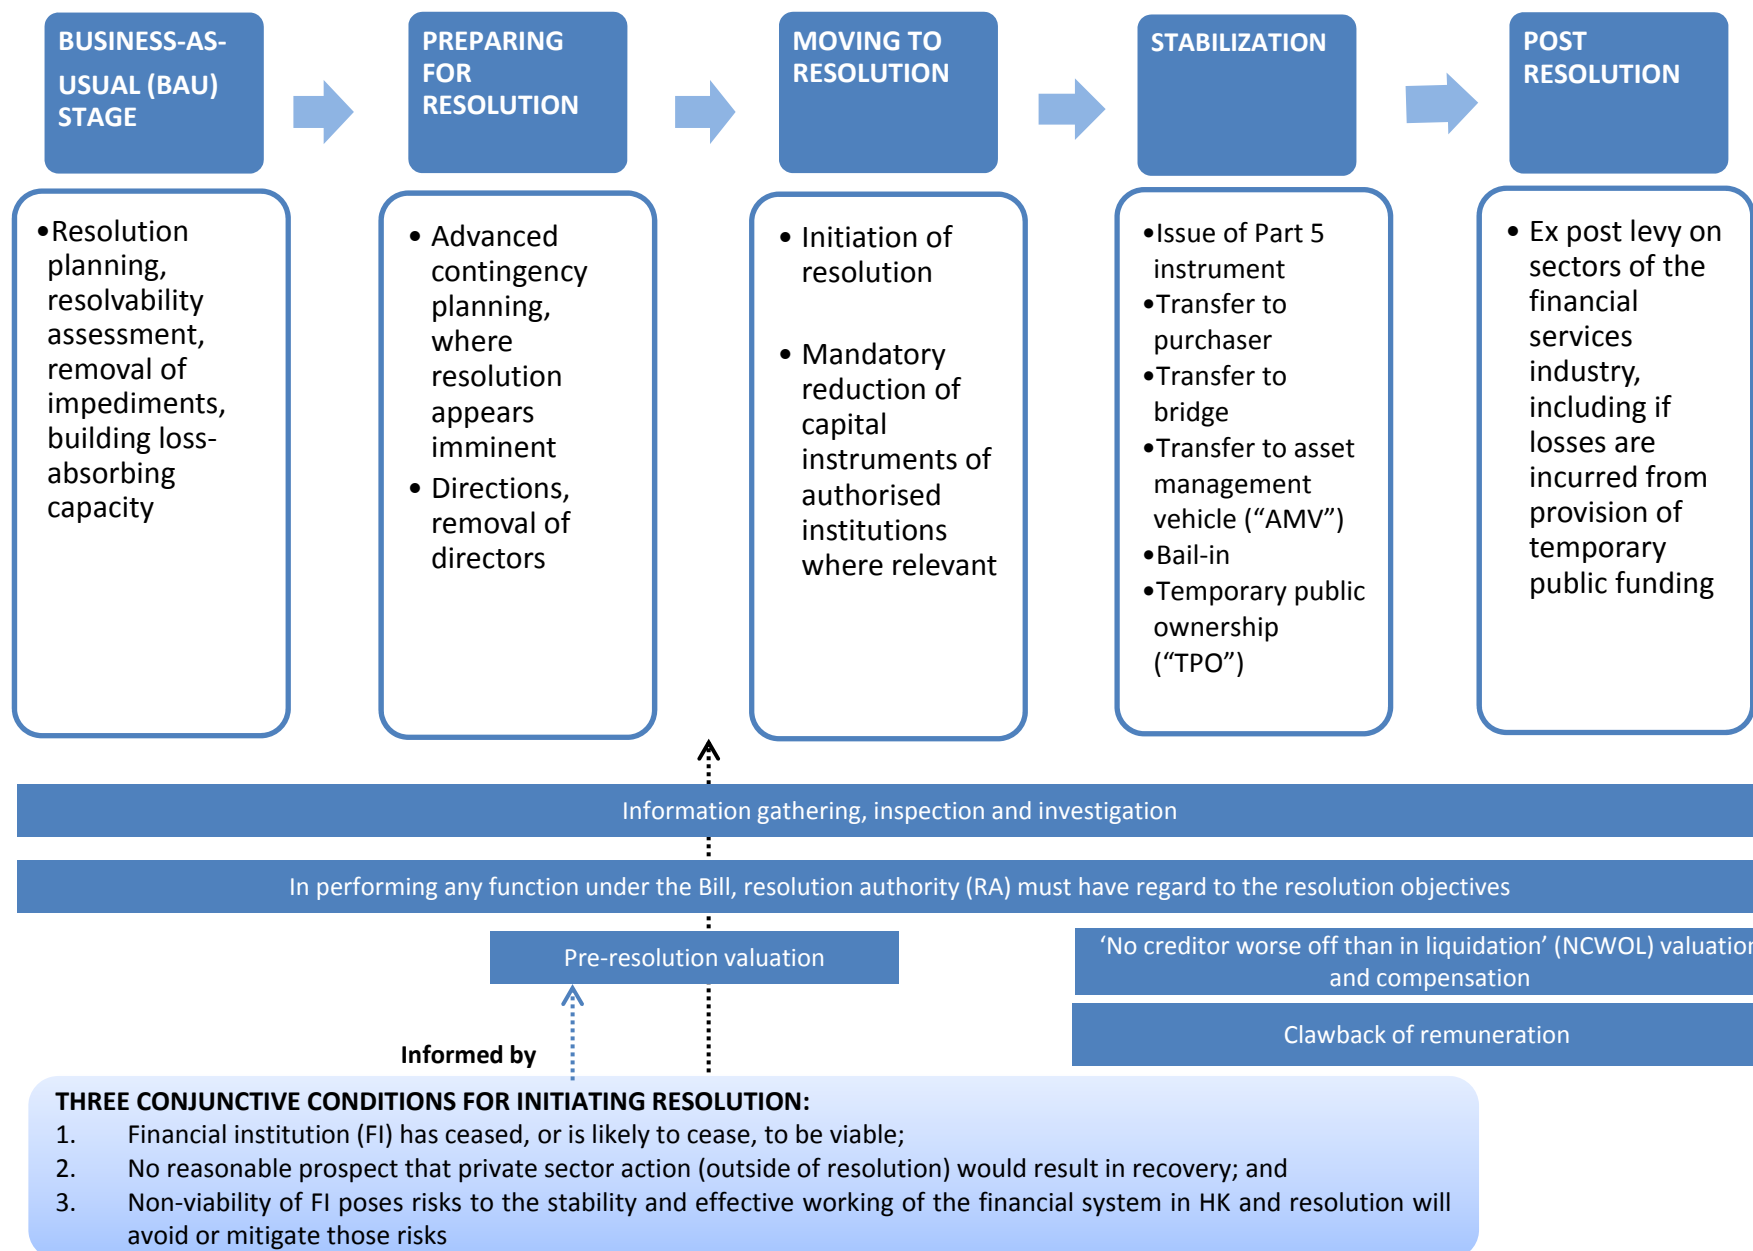 BUSINESS-AS-
USUAL (BAU)
STAGE
PREPARING
FOR
RESOLUTION
MOVING TO
RESOLUTION
STABILIZATION
POST
RESOLUTION
•Resolution
planning,
resolvability
assessment,
removal of
impediments,
building loss-
absorbing
capacity
• Advanced
contingency
planning,
where
resolution
appears
imminent
• Directions,
removal of
directors
• Initiation of
resolution
• Mandatory
reduction of
capital
instruments of
authorised
institutions
where relevant
•Issue of Part 5
instrument
•Transfer to
purchaser
•Transfer to
bridge
•Transfer to asset
management
vehicle (“AMV”)
•Bail-in
•Temporary public
ownership
(“TPO”)
• Ex post levy on
sectors of the
financial
services
industry,
including if
losses are
incurred from
provision of
temporary
public funding
Information gathering, inspection and investigation
In performing any function under the Bill, resolution authority (RA) must have regard to the resolution objectives
Pre-resolution valuation
‘No creditor worse off than in liquidation’ (NCWOL) valuation
and compensation
Clawback of remuneration
Informed by
THREE CONJUNCTIVE CONDITIONS FOR INITIATING RESOLUTION:
1. Financial institution (FI) has ceased, or is likely to cease, to be viable;
2. No reasonable prospect that private sector action (outside of resolution) would result in recovery; and
3. Non-viability of FI poses risks to the stability and effective working of the financial system in HK and resolution will
avoid or mitigate those risks